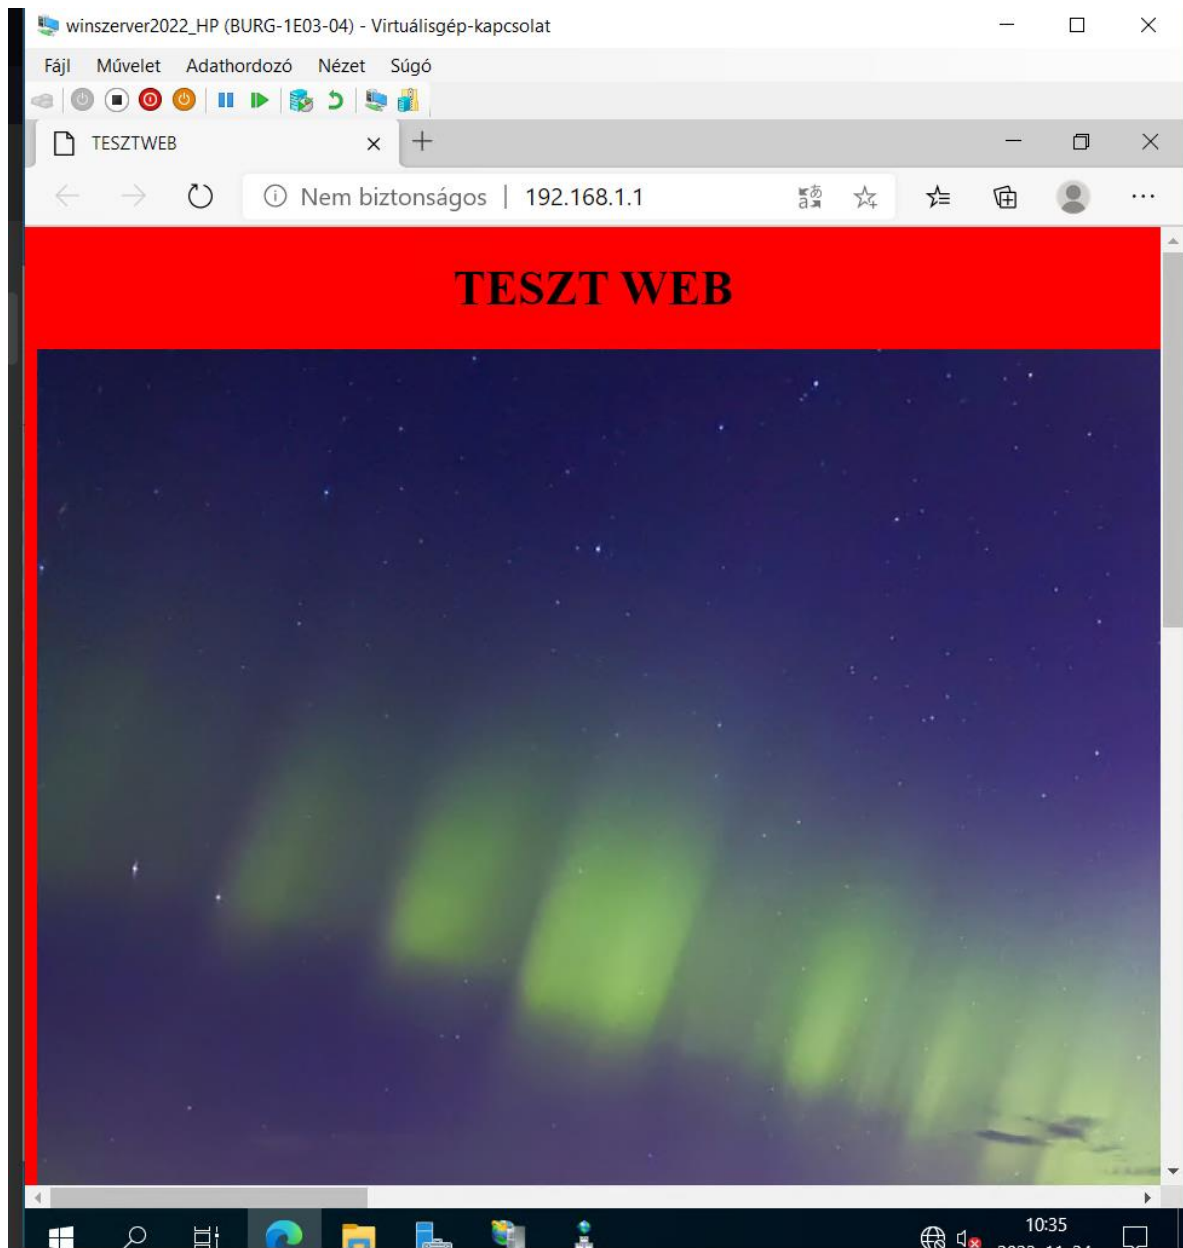 winszerver2022_HP (BURG-1E03-04) - Virtuálisgép-kapcsolat
Fájl Művelet Adathordozó Nézet Súgó
TESZTWEB
Nem biztonságos | 192.168.1.1
TESZT WEB
10:35